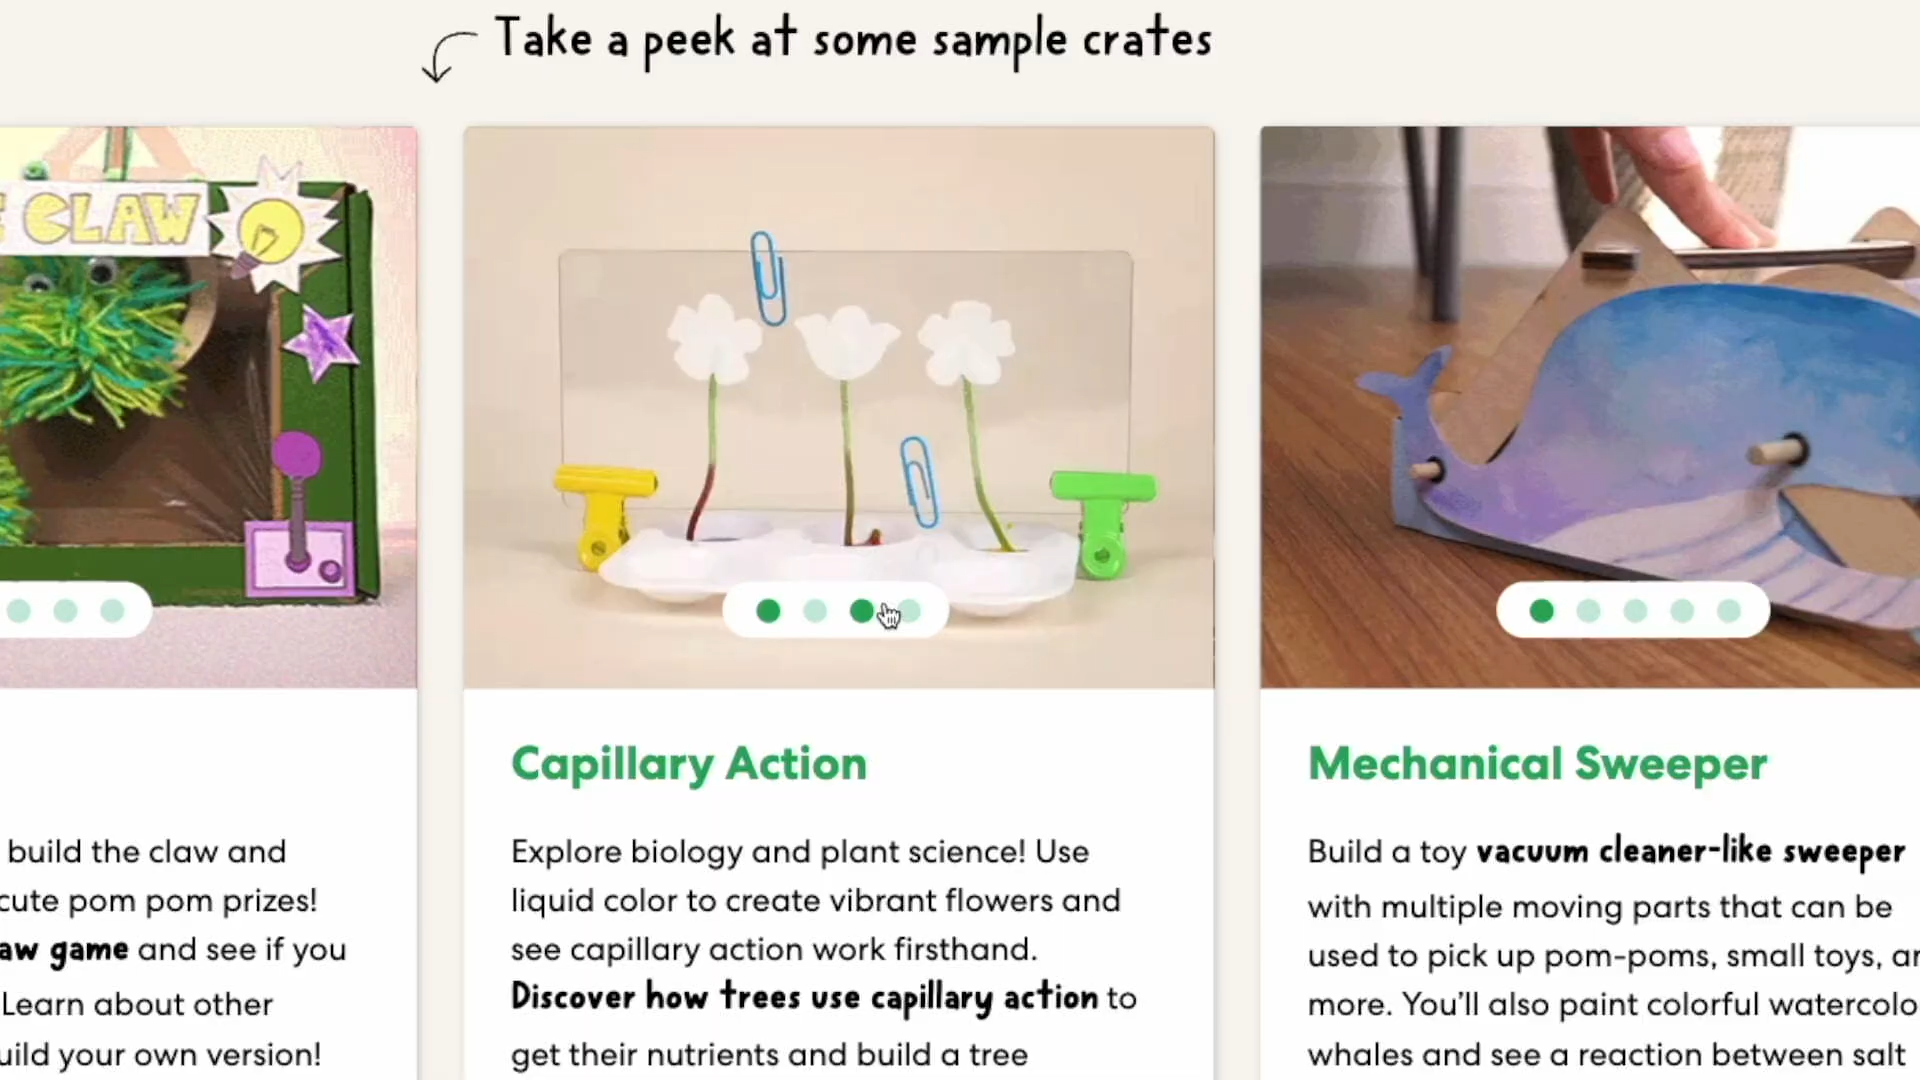 Take a peek at some sample crates
CLAW
build the claw and
cute pom pom prizes!
game and see if you
Learn about other
your own version!
Capillary Action
Explore biology and plant science! Use
liquid color to create vibrant flowers and
see capillary action work firsthand.
Discover how trees use capillary action to
get their nutrients and build a tree
Mechanical Sweeper
Build a toy vacuum cleaner-like sweeper
with multiple moving parts that can be
used to pick up pom-poms, small toys,
more. You'll also paint colorful
whales and see a reaction between salt